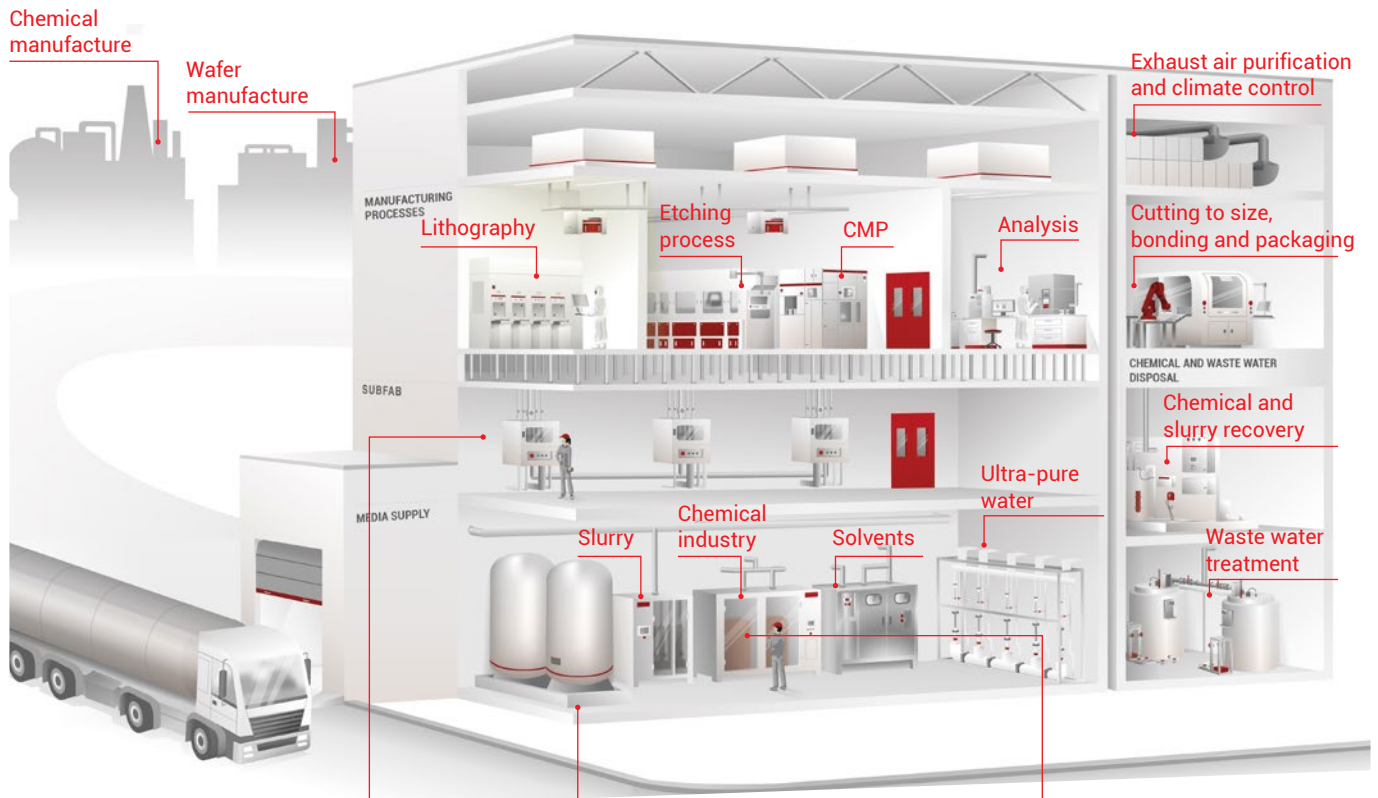 Chemical
manufacture
Wafer
manufacture
Exhaust air purification
and climate control
MANUFACTURING
PROCESSES
Lithography
Etching
process
CMP
Analysis
Cutting to size,
bonding and packaging
SUBFAB
CHEMICAL AND WASTE WATER
DISPOSAL
Chemical and
slurry recovery
MEDIA SUPPLY
Slurry
Chemical
industry
Solvents
Ultra-pure
water
Waste water
treatment